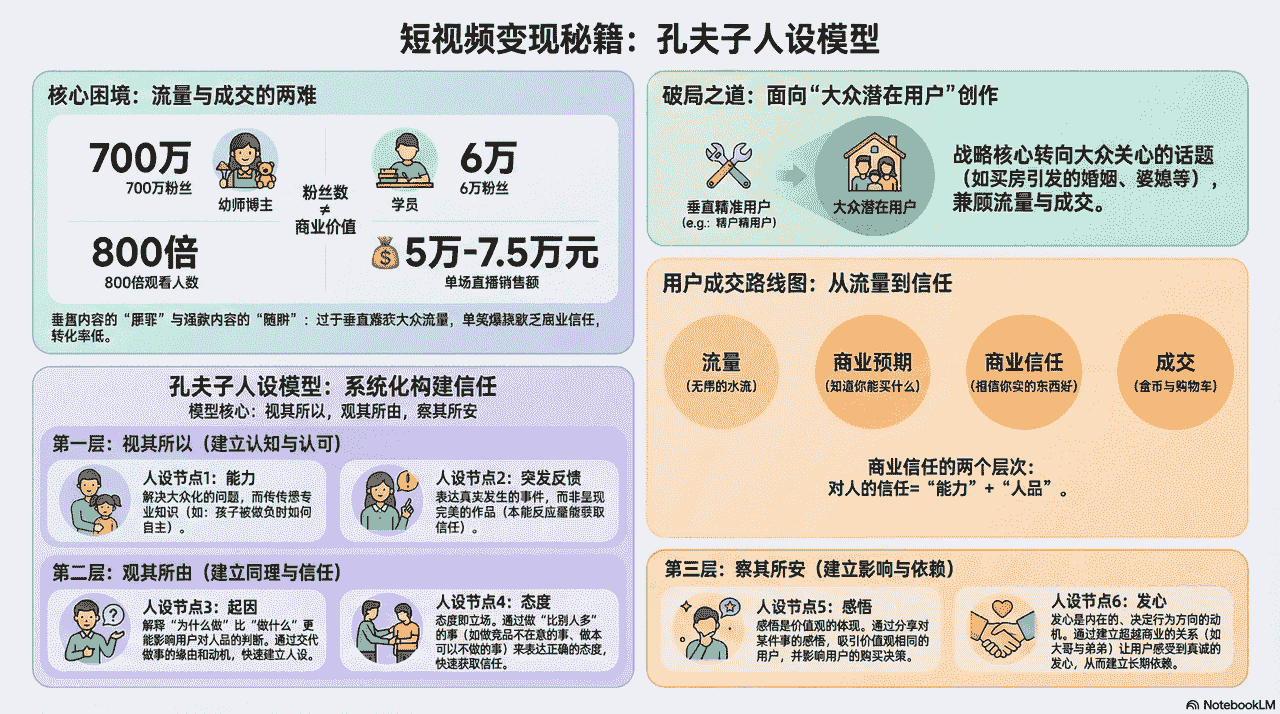 短视频变现秘籍：孔夫子人设模型
核心困境：流量与成交的两难
700万
700万粉丝
幼师博主
粉丝数
≠
商业价值
学员
6万
6万粉丝
800倍
800倍观看人数
5万-7.5万元
单场直播销售额
垂直内容的“ ”与 内容的“ ”：过于垂直 大众流量，单 乏 业信任，
转化率低。
破局之道：面向“大众潜在用户”创作
垂直精准用户
(e.g.: 精户精用户)
大众潜在用户
战略核心转向大众关心的话题
（如买房引发的婚姻、婆媳等），
兼顾流量与成交。
用户成交路线图：从流量到信任
流量
（无 的水流）
商业预期
（知道你能买什么）
商业信任
（相信你卖的东西好）
成交
（金币与购物车）
商业信任的两个层次：
对人的信任=“能力”+“人品”。
孔夫子人设模型：系统化构建信任
模型核心：视其所以，观其所由，察其所安
第一层：视其所以（建立认知与认可）
人设节点1：能力
解决大众化的问题，而传传 专
业知识（如：孩子被做负时如何
自主）。
人设节点2：突发反馈
表达真实发生的事件，而非呈现
完美的作品（本能反应 能获取
信任）。
第二层：观其所由（建立同理与信任）
人设节点3：起因
解释“为什么做”比“做什么”更
能影响用户对人品的判断。通过交代
做事的缘由和动机，快速建立人设。
人设节点4：态度
态度即立场。通过做“比别人多”
的事（如做竞品不在意的事、做本
可以不做的事）来表达正确的态度，
快速获取信任。
第三层：察其所安（建立影响与依赖）
人设节点5：感悟
感悟是价值观的体现。通过分享对
某件事的感悟，吸引价值观相同的
用户，并影响用户的购买决策。
人设节点6：发心
发心是内在的、决定行为方向的动
机。通过建立超越商业的关系（如
大哥与弟弟）让用户感受到真诚的
发心，从而建立长期依赖。
NotebookLM